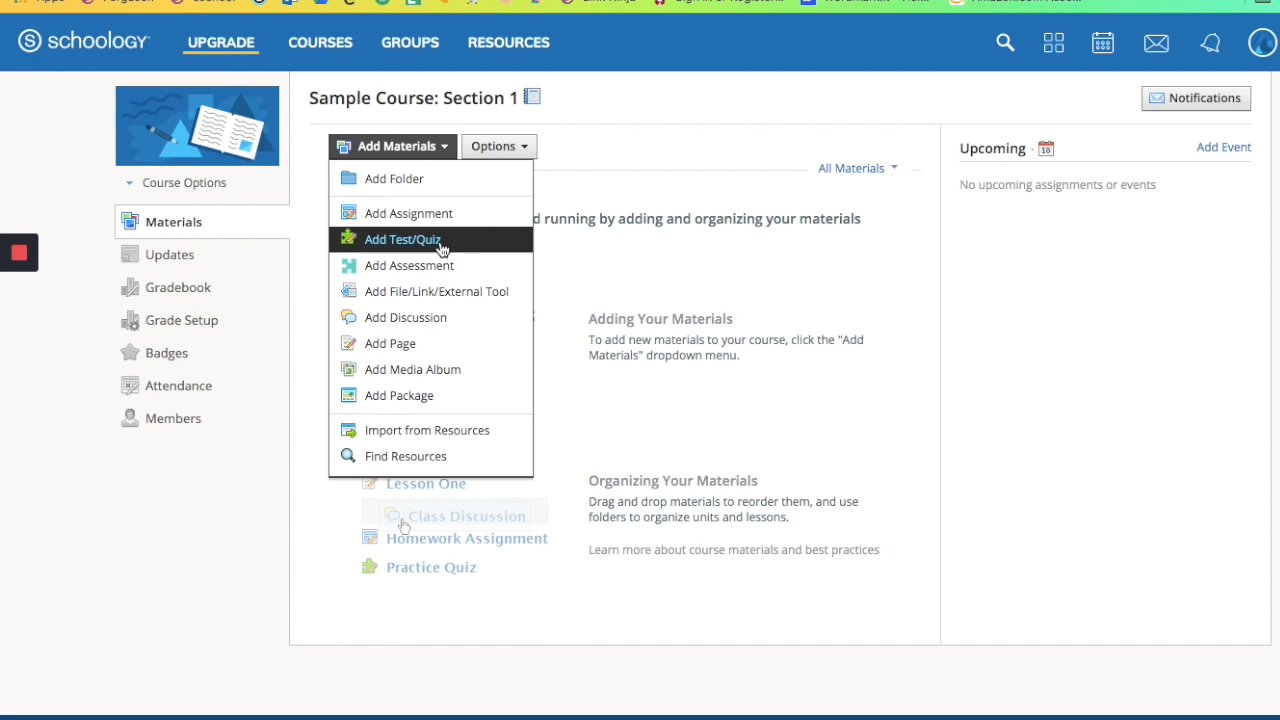 schoology
UPGRADE
COURSES
GROUPS
RESOURCES
Sample Course: Section 1
Notifications
Add Materials
Options
Upcoming ·
18
Add Event
All Materials
No upcoming assignments or events
Course Options
Materials
Updates
Gradebook
Grade Setup
Badges
Attendance
Members
Add Folder
Add Assignment
Add Test/Quiz
Add Assessment
Add File/Link/External Tool
Add Discussion
Add Page
Add Media Album
Add Package
Import from Resources
Find Resources
running by adding and organizing your materials
Adding Your Materials
To add new materials to your course, click the "Add
Materials" dropdown menu.
Lesson One
Class Discussion
Homework Assignment
Practice Quiz
Organizing Your Materials
Drag and drop materials to reorder them, and use
folders to organize units and lessons.
Learn more about course materials and best practices